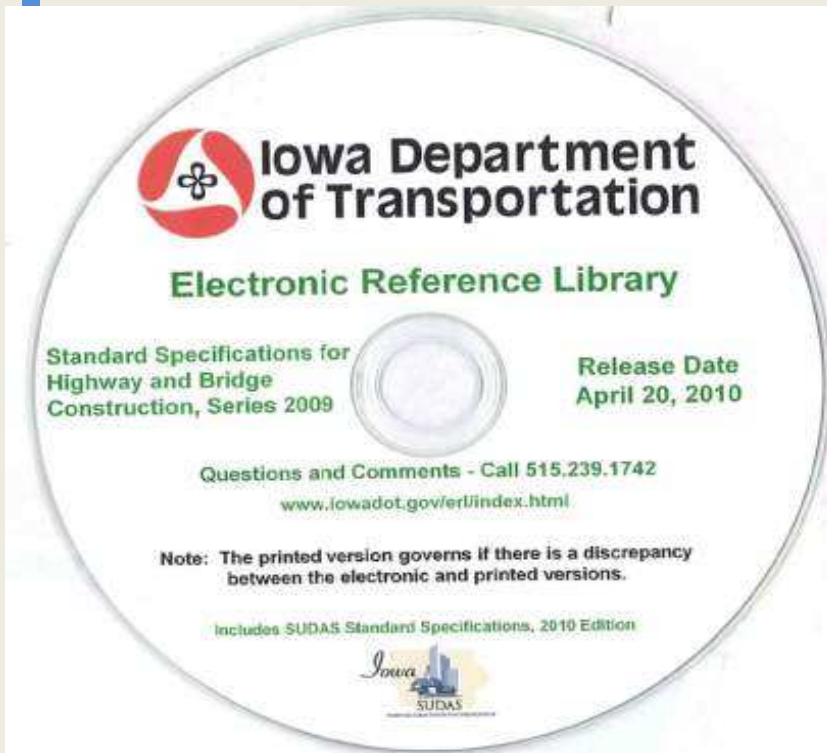 Iowa Department
of Transportation
Electronic Reference Library
Standard Specifications for
Highway and Bridge
Construction, Series 2009
Release Date
April 20, 2010
Questions and Comments - Call 515.239.1742
www.iowadot.gov/erl/index.html
Note: The printed version governs if there is a discrepancy
between the electronic and printed versions.
Includes SUDAS Standard Specifications, 2010 Edition
Iowa
SUDAS